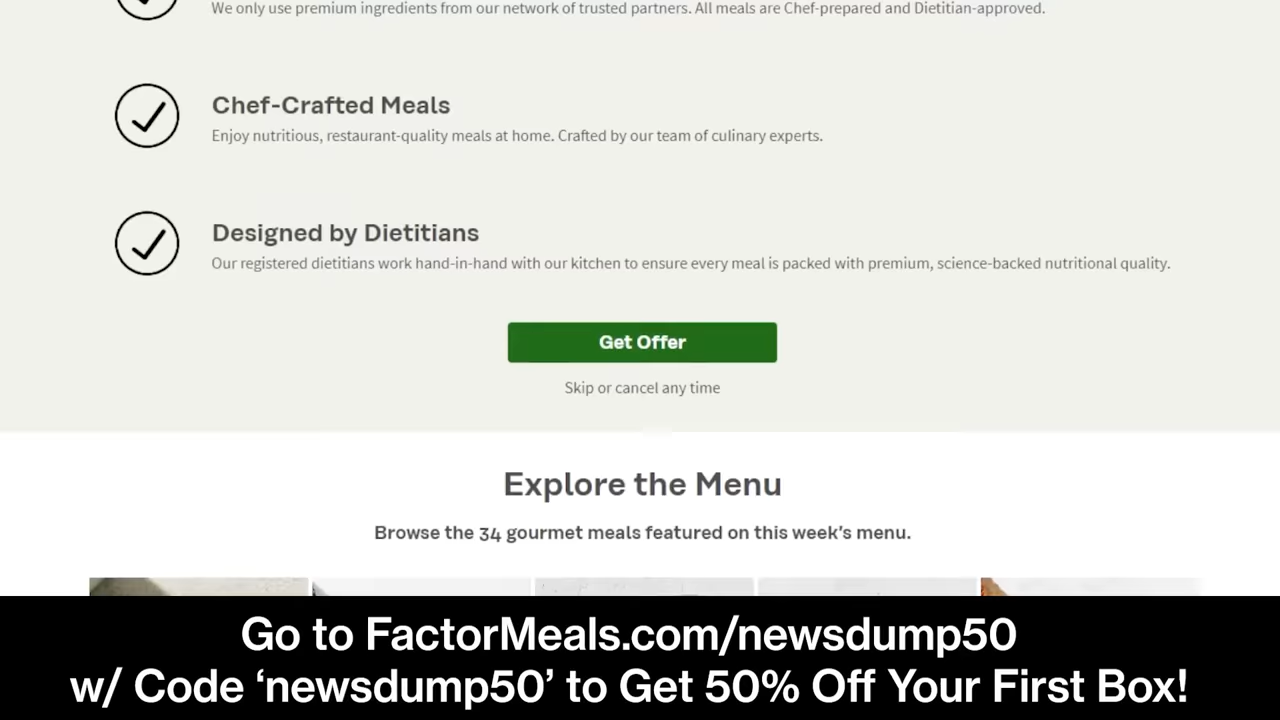 We only use premium ingredients from our network of trusted partners. All meals are Chef-prepared and Dietitian-approved.
Chef-Crafted Meals
Enjoy nutritious, restaurant-quality meals at home. Crafted by our team of culinary experts.
Designed by Dietitians
Our registered dietitians work hand-in-hand with our kitchen to ensure every meal is packed with premium, science-backed nutritional quality.
Get Offer
Skip or cancel any time
Explore the Menu
Browse the 34 gourmet meals featured on this week's menu.
Go to FactorMeals.com/newsdump50
w/ Code ‘newsdump50’ to Get 50% Off Your First Box!